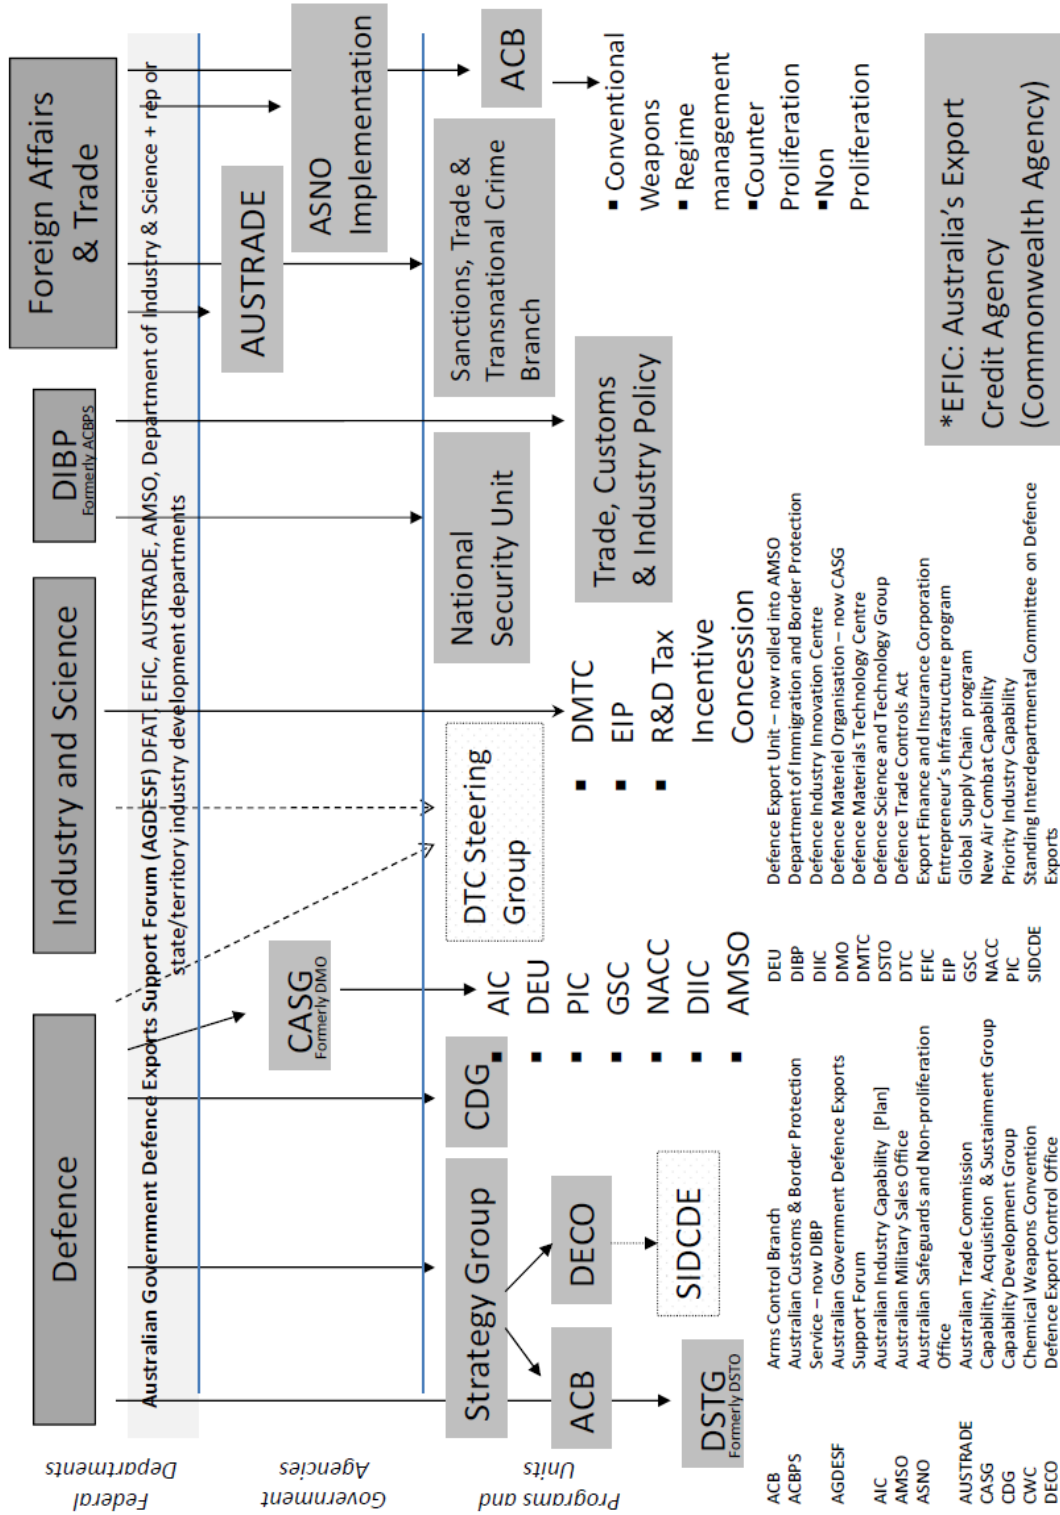 Defence
Industry and Science
DIBP
Formerly ACBPS
Foreign Affairs
& Trade
Federal
Departments
Australian Government Defence Exports Support Forum (AGDESF) DFAT, EFIC, AUSTRADE, AMSO, Department of Industry & Science + rep or
state/territory industry development departments
Government
Agencies
CASG
Formerly DMO
AUSTRADE
ASNO
Implementation
Programs and
Units
Strategy Group
CDG
DTC Steering
Group
National
Security Unit
Sanctions, Trade &
Transnational Crime
Branch
ACB
ACB
DECO
SIDCDE
DSTG
Formerly DSTO
▪ AIC
▪ DEU
▪ PIC
▪ GSC
▪ NACC
▪ DIIC
▪ AMSO
▪ DMTC
▪ EIP
▪ R&D Tax
Incentive
Concession
Trade, Customs
& Industry Policy
▪ Conventional
Weapons
▪ Regime
management
▪Counter
Proliferation
▪Non
Proliferation
ACB Arms Control Branch
ACBPS Australian Customs & Border Protection
Service – now DIBP
AGDESF Australian Government Defence Exports
Support Forum
AIC Australian Industry Capability [Plan]
AMSO Australian Military Sales Office
ASNO Australian Safeguards and Non-proliferation
Office
AUSTRADE Australian Trade Commission
CASG Capability, Acquisition & Sustainment Group
CDG Capability Development Group
CWC Chemical Weapons Convention
DECO Defence Export Control Office
DEU Defence Export Unit – now rolled into AMSO
DIBP Department of Immigration and Border Protection
DIIC Defence Industry Innovation Centre
DMO Defence Materiel Organisation – now CASG
DMTC Defence Materials Technology Centre
DSTO Defence Science and Technology Group
DTC Defence Trade Controls Act
EFIC Export Finance and Insurance Corporation
EIP Entrepreneur's Infrastructure program
GSC Global Supply Chain program
NACC New Air Combat Capability
PIC Priority Industry Capability
SIDCDE Standing Interdepartmental Committee on Defence
Exports
*EFIC: Australia's Export
Credit Agency
(Commonwealth Agency)